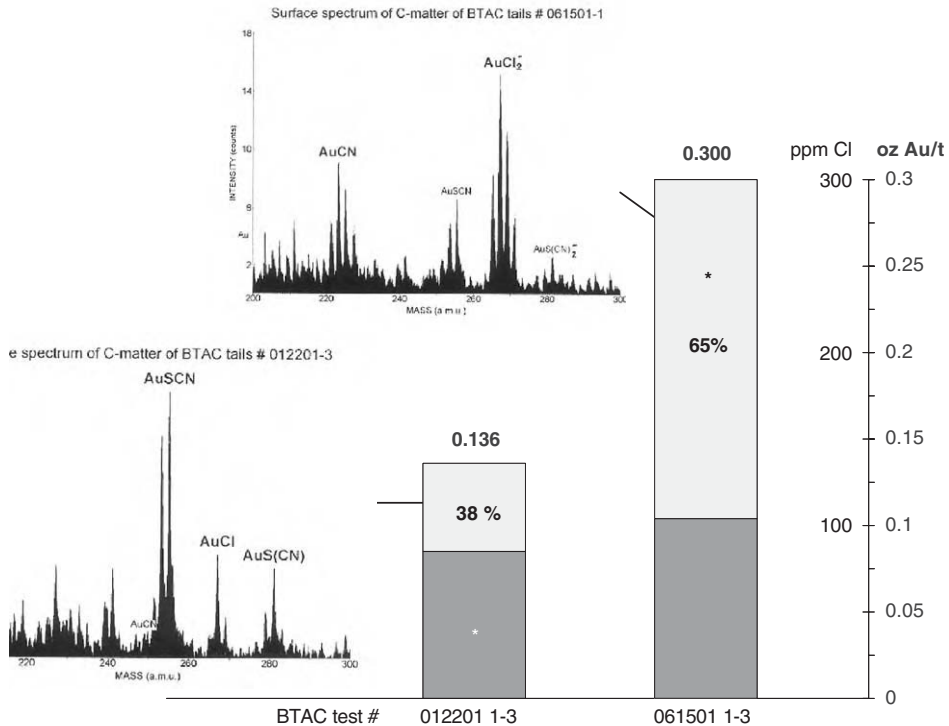 Surface spectrum of C-matter of BTAC tails # 061501-1
18
14
10
6
2
INTENSITY (counts)
Au
AuCN
AuSCN
AuCl₂⁻
AuS(CN)₂⁻
200 220 240 260 280 300
MASS (a.m.u.)
e spectrum of C-matter of BTAC tails # 012201-3
AuSCN
AuCl
AuS(CN)
AuCN
220 240 260 280 300
MASS (a.m.u.)
0.136
38 %
*
0.300
*
65%
ppm Cl oz Au/t
300 0.3
0.25
200 0.2
0.15
100 0.1
0.05
0
BTAC test # 012201 1-3 061501 1-3